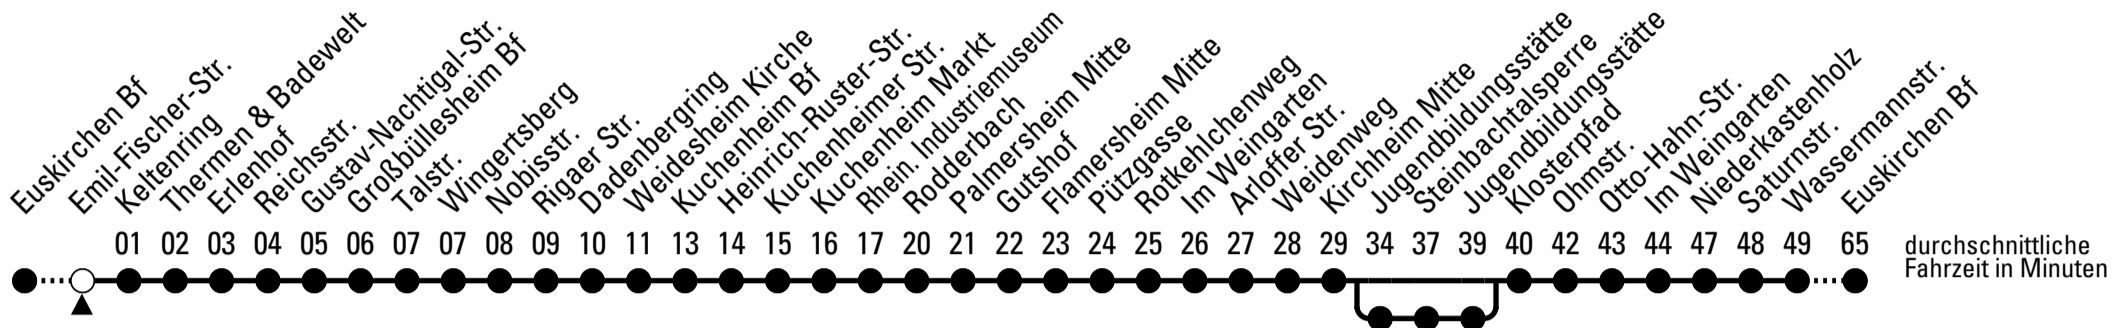 Euskirchen Bf
Emil-Fischer-Str.
Keltenring
Thermen & Badewelt
Erlenhof
Reichsstr.
Gustav-Nachtigal-Str.
Großbüllesheim Bf
Talstr.
Wingertsberg
Nobisstr.
Rigaer Str.
Dadenbergring
Weidesheim Kirche
Kuchenheim Bf
Heinrich-Ruster-Str.
Kuchenheimer Str.
Kuchenheim Markt
Rhein. Industriemuseum
Rodderbach
Palmersheim Mitte
Gutshof
Flamersheim Mitte
Pützgasse
Rotkehlchenweg
Im Weingarten
Arloffer Str.
Weidenweg
Kirchheim Mitte
Jugendbildungsstätte
Steinbachtalsperre
Jugendbildungsstätte
Klosterpfad
Ohmstr.
Otto-Hahn-Str.
Im Weingarten
Niederkastenholz
Saturnstr.
Wassermannstr.
Euskirchen Bf
01 02 03 04 05 06 07 07 08 09 10 11 13 14 15 16 17 20 21 22 23 24 25 26 27 28 29 34 37 39 40 42 43 44 47 48 49 65
durchschnittliche
Fahrzeit in Minuten